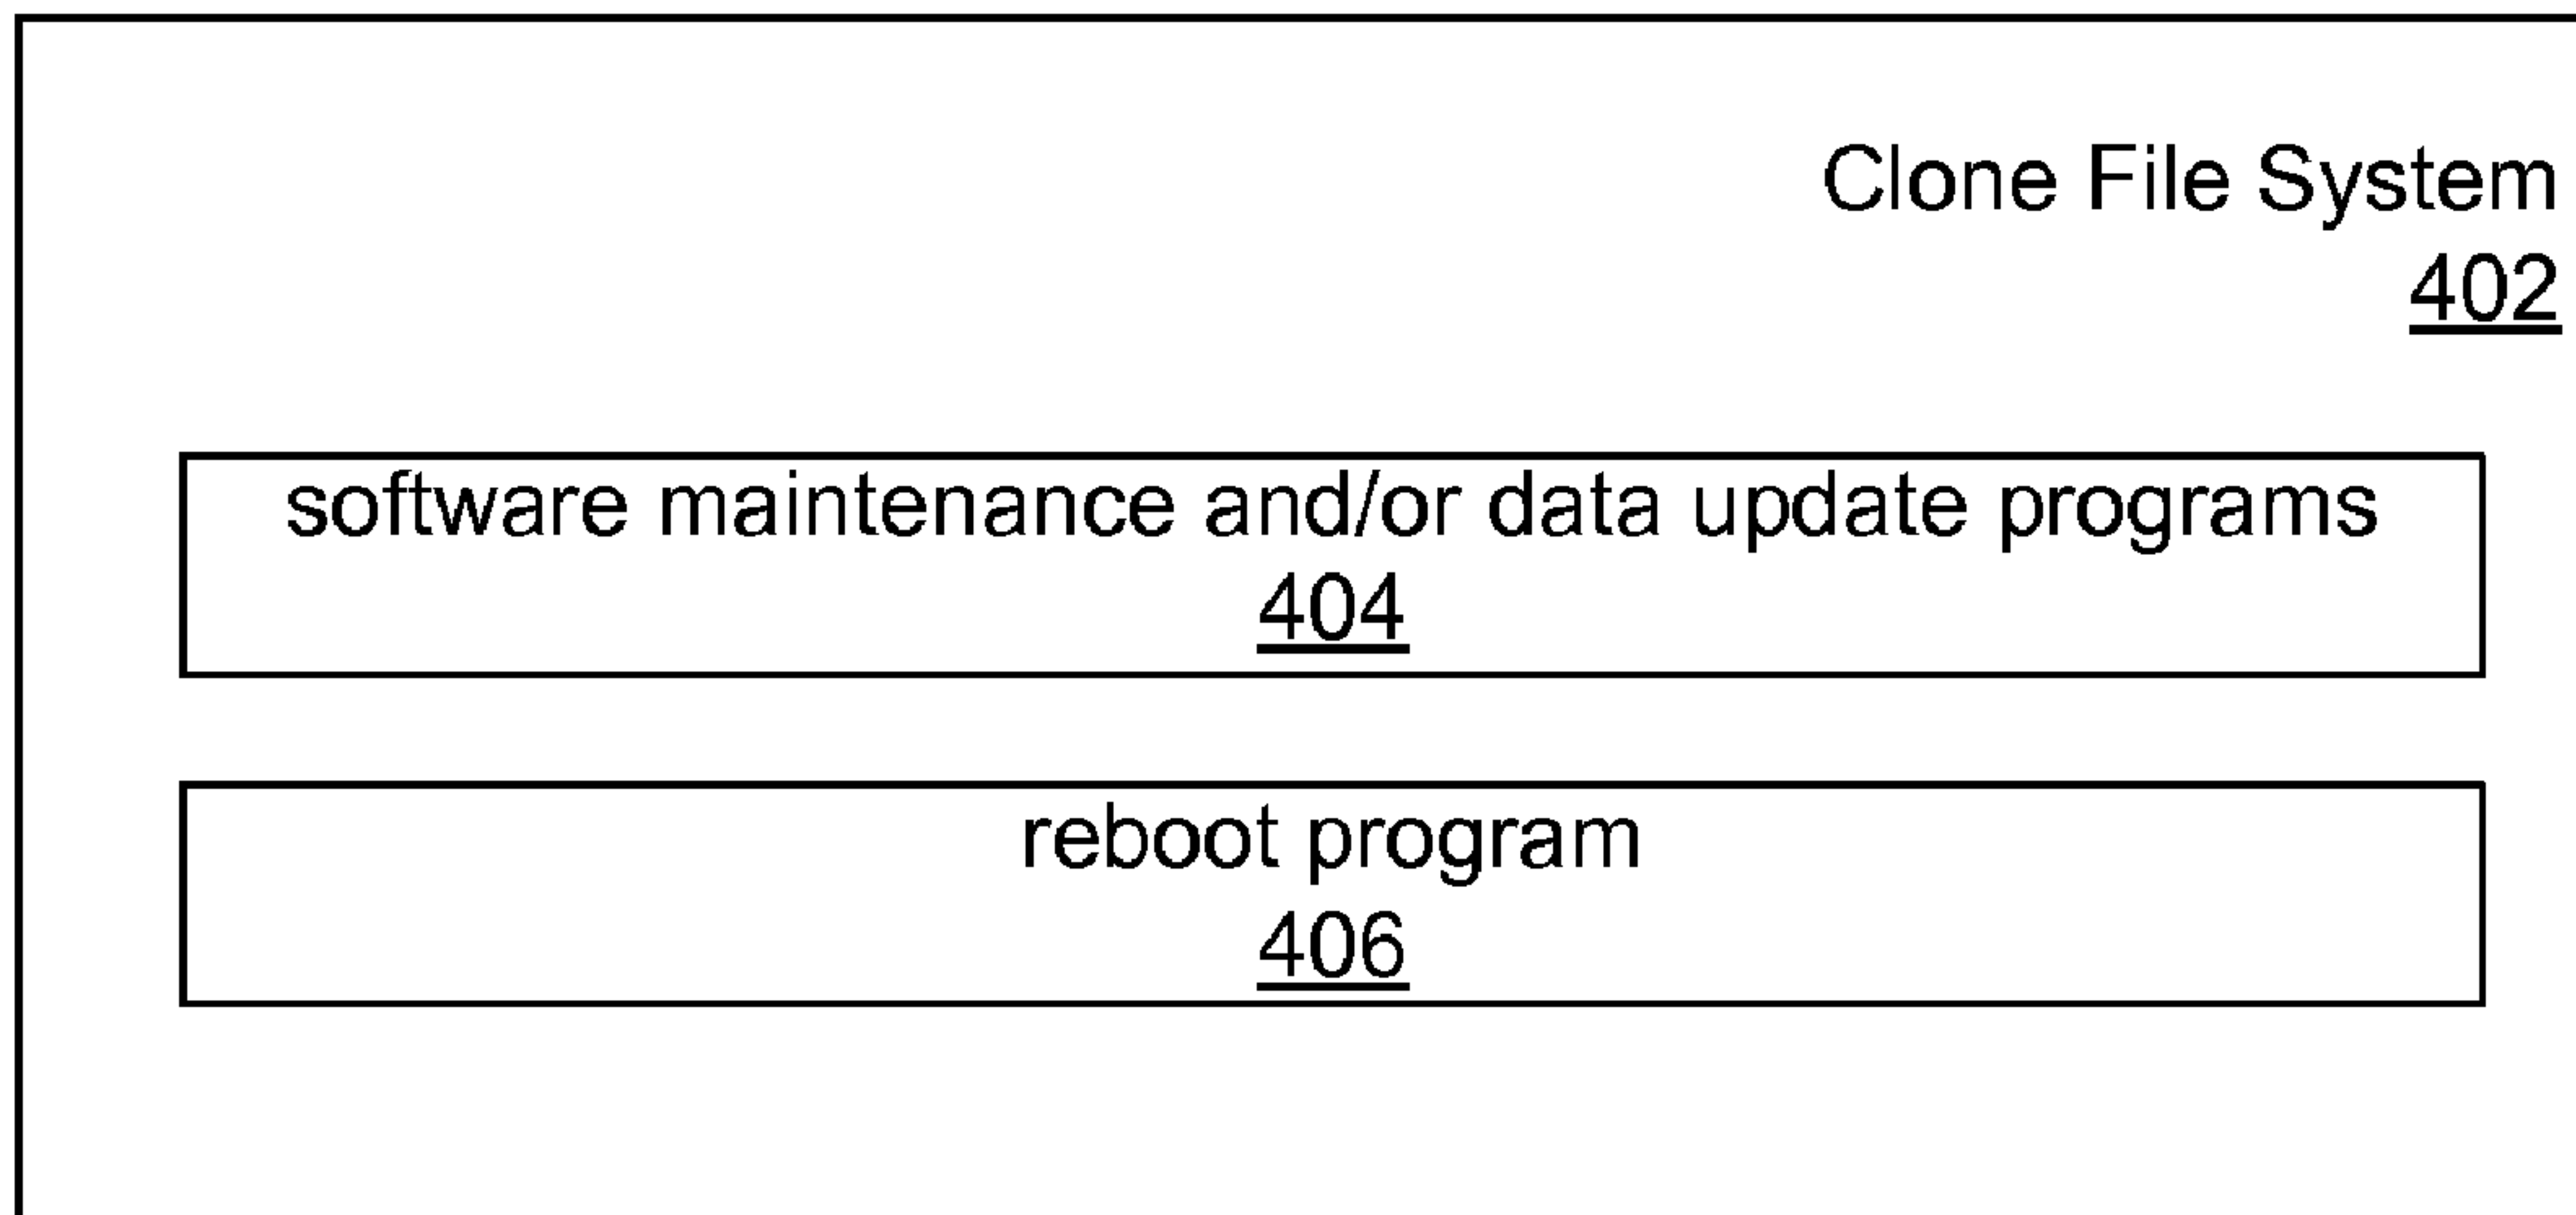 Clone File System
402
software maintenance and/or data update programs
404
reboot program
406